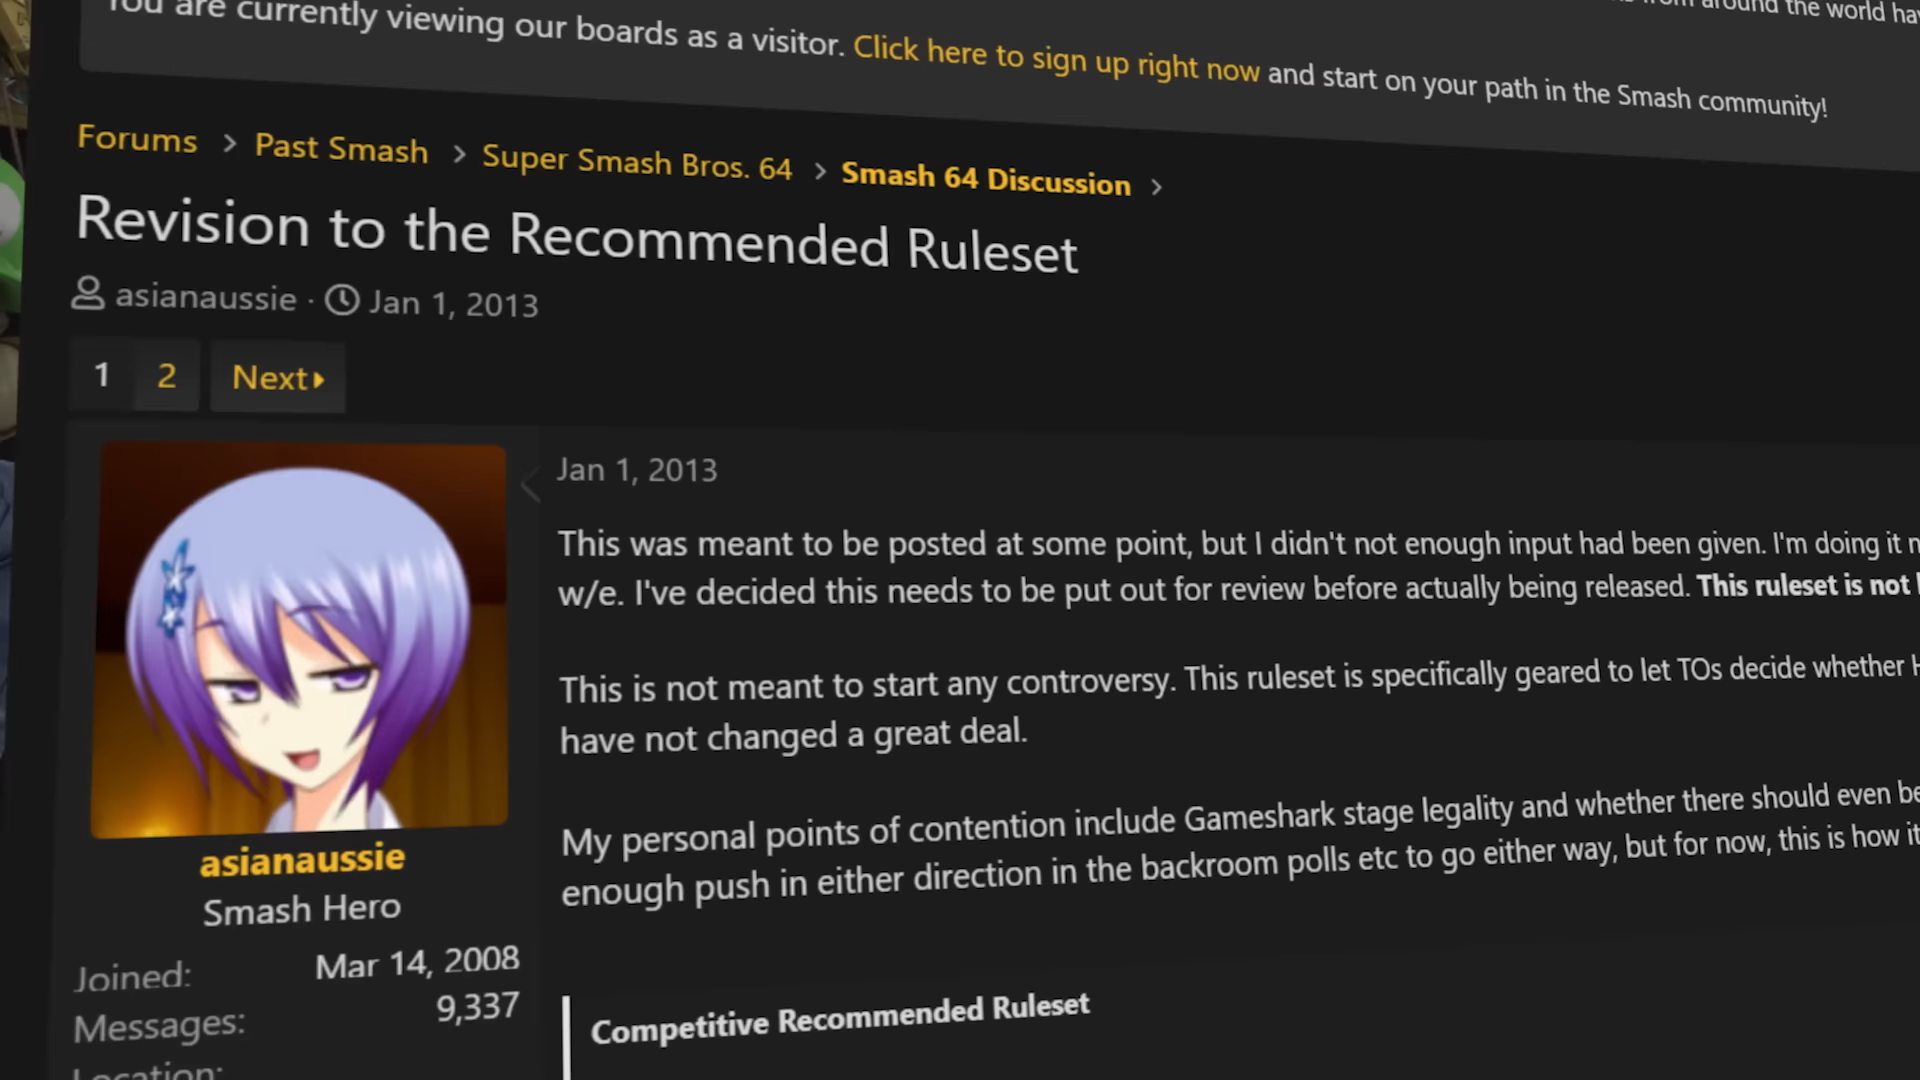 You are currently viewing our boards as a visitor. Click here to sign up right now and start on your path in the Smash community!
around the world
Forums > Past Smash > Super Smash Bros. 64 > Smash 64 Discussion >
Revision to the Recommended Ruleset
asianaussie · Jan 1, 2013
1 2 Next
Jan 1, 2013
This was meant to be posted at some point, but I didn't not enough input had been given. I'm doing it
w/e. I've decided this needs to be put out for review before actually being released. This ruleset is not
This is not meant to start any controversy. This ruleset is specifically geared to let TOs decide whether
have not changed a great deal.
My personal points of contention include Gameshark stage legality and whether there should even be
enough push in either direction in the backroom polls etc to go either way, but for now, this is how it
Competitive Recommended Ruleset
asianaussie
Smash Hero
Joined: Mar 14, 2008
Messages: 9,337
Location: